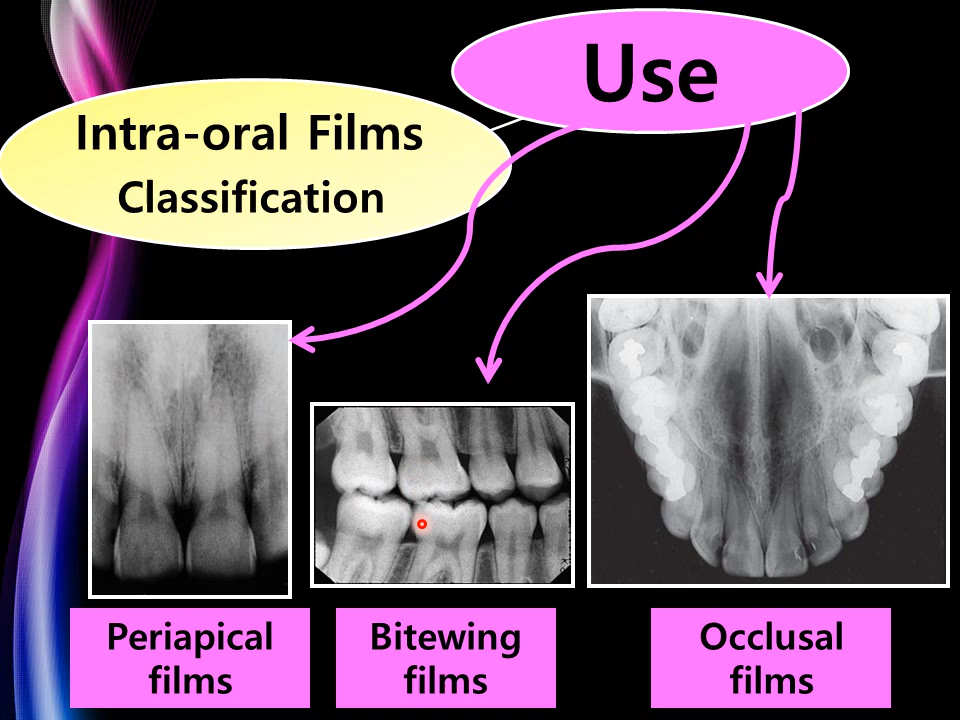 Use
Intra-oral Films
Classification
Periapical
films
Bitewing
films
Occlusal
films